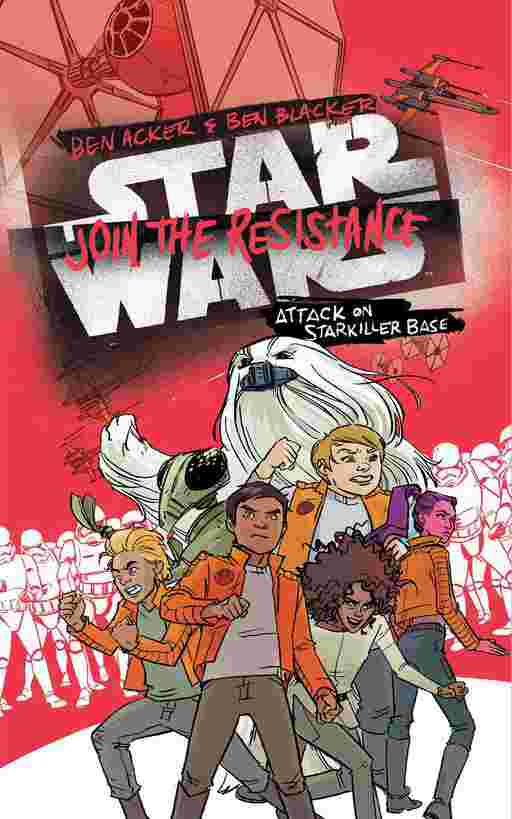 BEN ACKER & BEN BLACKER
STAR
JOIN THE RESISTANCE
WARS
ATTACK ON
STARKILLER BASE